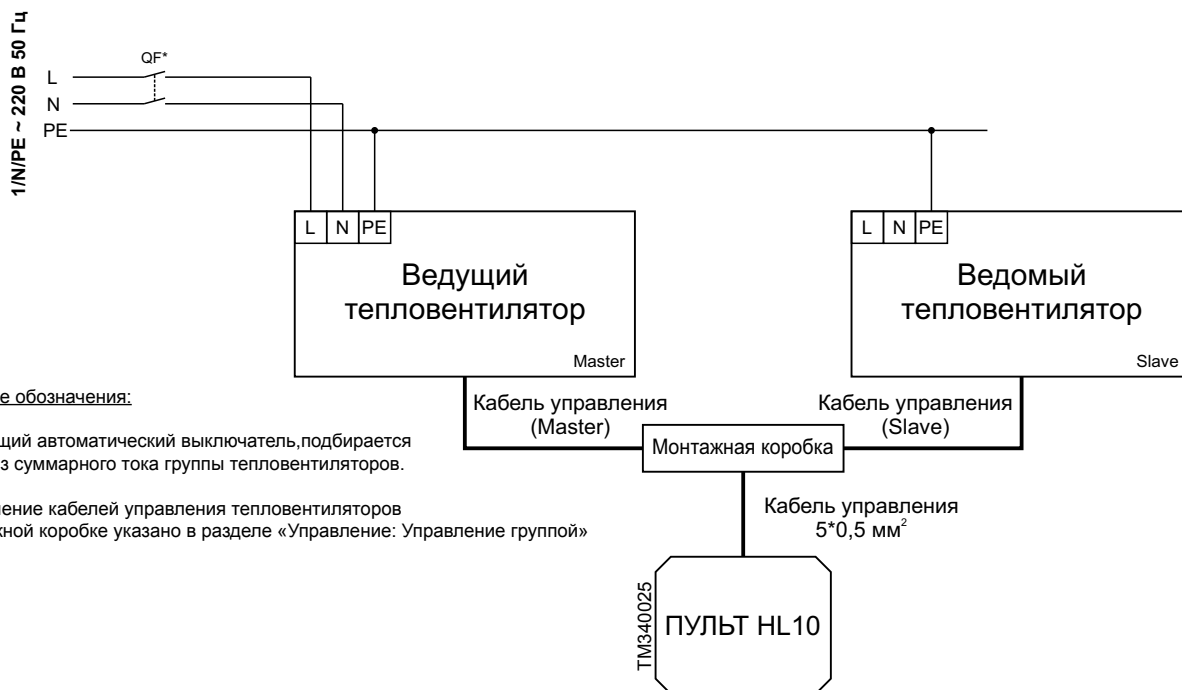 1/N/PE ~ 220 В 50 Гц
QF*
L
N
PE
L N PE
Ведущий
тепловентилятор
Master
L N PE
Ведомый
тепловентилятор
Slave
е обозначения:
щий автоматический выключатель,подбирается
з суммарного тока группы тепловентиляторов.
ение кабелей управления тепловентиляторов
жной коробке указано в разделе «Управление: Управление группой»
Кабель управления
(Master)
Кабель управления
(Slave)
Монтажная коробка
Кабель управления
5*0,5 мм²
TM340025
ПУЛЬТ HL10